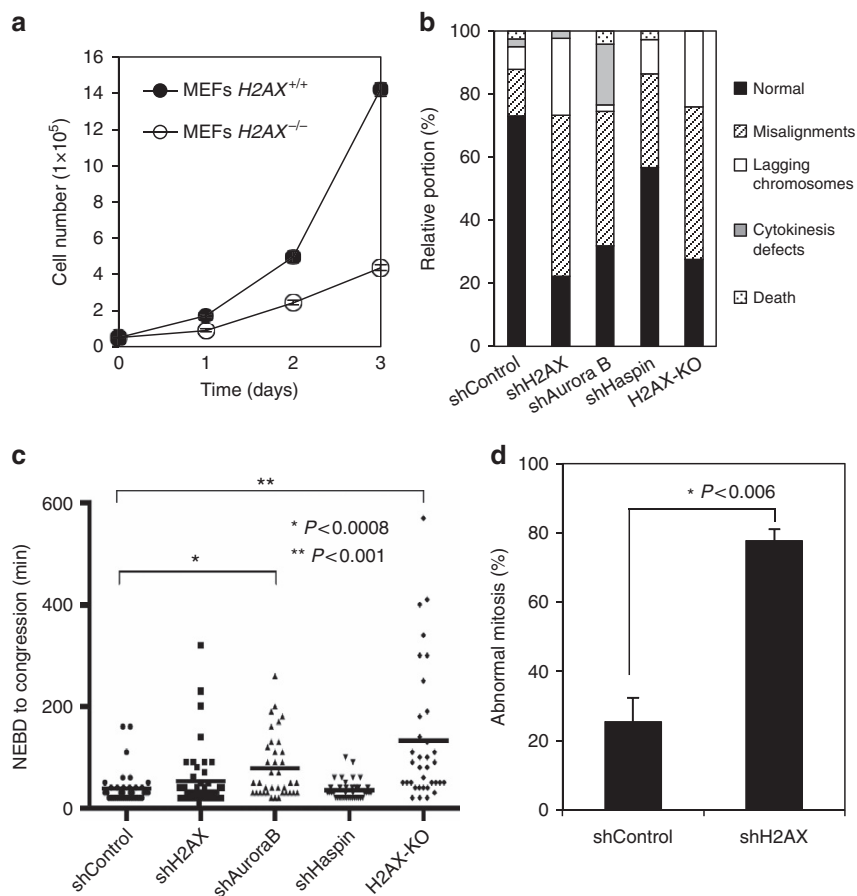 a
16
14
12
10
8
6
4
2
0
Cell number (1×10⁵)
MEFs H2AX⁺/⁺
MEFs H2AX⁻/⁻
0 1 2 3
Time (days)
b
100
80
60
40
20
0
Relative portion (%)
shControl
shH2AX
shAurora B
shHaspin
H2AX-KO
Normal
Misalignments
Lagging
chromosomes
Cytokinesis
defects
Death
c
600
400
200
0
NEBD to congression (min)
**
*
* P<0.0008
** P<0.001
shControl
shH2AX
shAuroraB
shHaspin
H2AX-KO
d
100
80
60
40
20
0
Abnormal mitosis (%)
* P<0.006
shControl
shH2AX